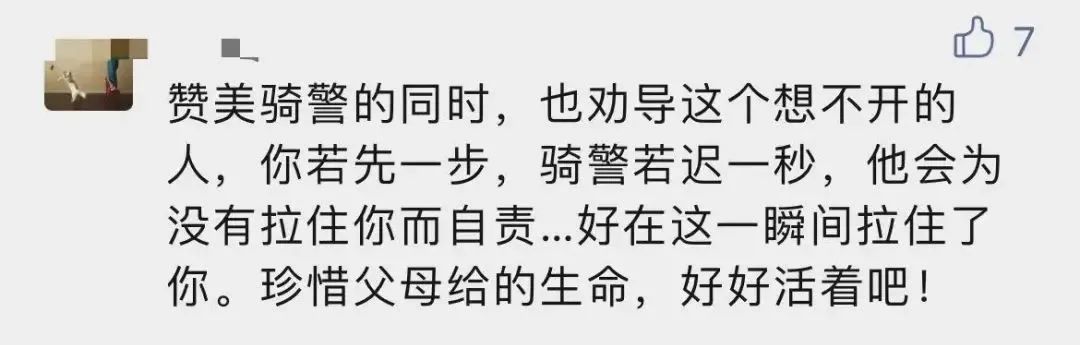 7
赞美骑警的同时，也劝导这个想不开的
人，你若先一步，骑警若迟一秒，他会为
没有拉住你而自责...好在这一瞬间拉住了
你。珍惜父母给的生命，好好活着吧！